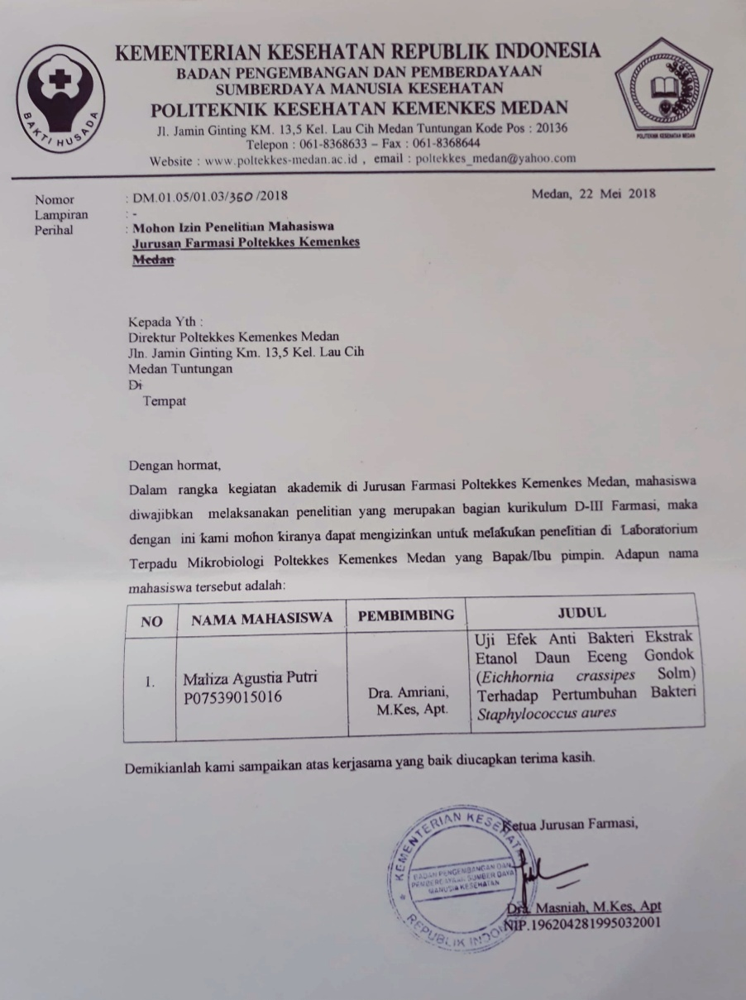 KEMENTERIAN KESEHATAN REPUBLIK INDONESIA
BADAN PENGEMBANGAN DAN PEMBERDAYAAN
SUMBERDAYA MANUSIA KESEHATAN
POLITEKNIK KESEHATAN KEMENKES MEDAN
Jl. Jamin Ginting KM. 13,5 Kel. Lau Cih Medan Tuntungan Kode Pos : 20136
Telepon : 061-8368633 – Fax : 061-8368644
Website : www.poltekkes-medan.ac.id , email : poltekkes_medan@yahoo.com
BAKTI HUSADA
POLITEKNIK KESEHATAN MEDAN
Nomor : DM.01.05/01.03/360/2018 Medan, 22 Mei 2018
Lampiran : -
Perihal : Mohon Izin Penelitian Mahasiswa
Jurusan Farmasi Poltekkes Kemenkes
Medan
Kepada Yth :
Direktur Poltekkes Kemenkes Medan
Jln. Jamin Ginting Km. 13,5 Kel. Lau Cih
Medan Tuntungan
Di
Tempat
Dengan hormat,
Dalam rangka kegiatan akademik di Jurusan Farmasi Poltekkes Kemenkes Medan, mahasiswa
diwajibkan melaksanakan penelitian yang merupakan bagian kurikulum D-III Farmasi, maka
dengan ini kami mohon kiranya dapat mengizinkan untuk melakukan penelitian di Laboratorium
Terpadu Mikrobiologi Poltekkes Kemenkes Medan yang Bapak/Ibu pimpin. Adapun nama
mahasiswa tersebut adalah:
NO NAMA MAHASISWA PEMBIMBING JUDUL
1. Maliza Agustia Putri
P07539015016
Dra. Amriani,
M.Kes, Apt.
Uji Efek Anti Bakteri Ekstrak
Etanol Daun Eceng Gondok
(Eichhornia crassipes Solm)
Terhadap Pertumbuhan Bakteri
Staphylococcus aures
Demikianlah kami sampaikan atas kerjasama yang baik diucapkan terima kasih.
Ketua Jurusan Farmasi,
KEMENTERIAN KESEHATAN
BADAN PENGEMBANGAN DAN
PEMBERDAYAAN SUMBER DAYA
MANUSIA KESEHATAN
REPUBLIK INDONESIA
Dra. Masniah, M.Kes, Apt
NIP.196204281995032001